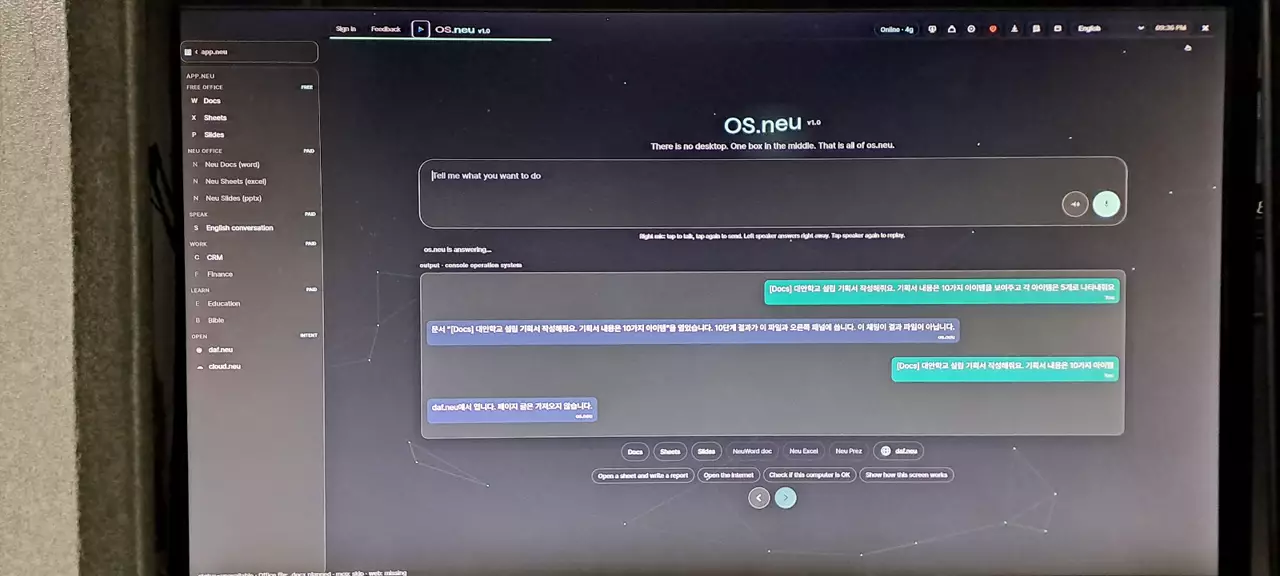 Sign in Feedback OS.neu v1.0 Online · 4g English 09:36 PM
< app.neu
APP.NEU
FREE OFFICE FREE
W Docs
X Sheets
P Slides
NEU OFFICE PAID
N Neu Docs (word)
N Neu Sheets (excel)
N Neu Slides (pptx)
SPEAK PAID
S English conversation
WORK PAID
C CRM
F Finance
LEARN PAID
E Education
B Bible
OPEN INTENT
daf.neu
cloud.neu
OS.neu v1.0
There is no desktop. One box in the middle. That is all of os.neu.
Tell me what you want to do
Right mic: tap to talk, tap again to send. Left speaker answers right away. Tap speaker again to replay.
os.neu is answering...
output · console operation system
[Docs] 대안학교 설립 기획서 작성해줘요. 기획서 내용은 10가지 아이템을 보여주고 각 아이템은 5개로 나타내줘요
You
문서 "[Docs] 대안학교 설립 기획서 작성해줘요. 기획서 내용은 10가지 아이템"을 열었습니다. 10단계 결과가 이 파일과 오른쪽 패널에 씁니다. 이 채팅이 결과 파일이 아닙니다.
os.neu
[Docs] 대안학교 설립 기획서 작성해줘요. 기획서 내용은 10가지 아이템
You
daf.neu에서 엽니다. 페이지 글은 가져오지 않습니다.
os.neu
Docs Sheets Slides NeuWord doc Neu Excel Neu Prez daf.neu
Open a sheet and write a report Open the internet Check if this computer is OK Show how this screen works
Office file: docs planned · mov: skip · web: missing